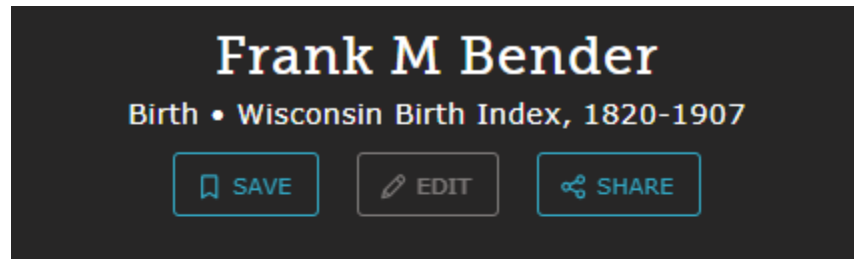 Frank M Bender
Birth • Wisconsin Birth Index, 1820-1907
SAVE EDIT SHARE